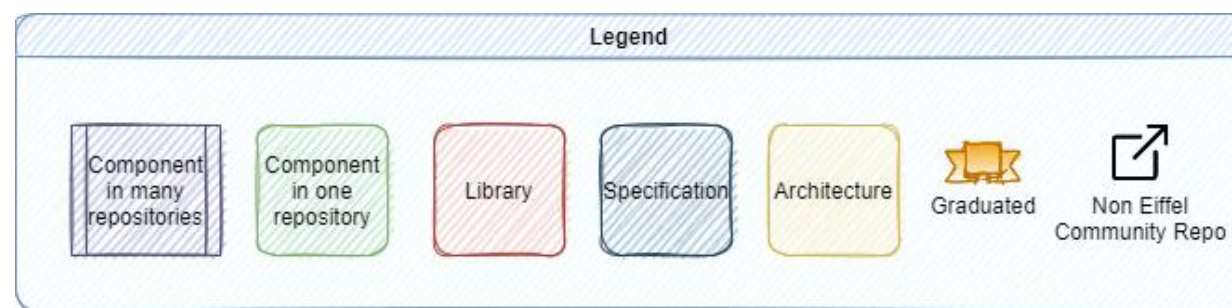 Legend
Component
in many
repositories
Component
in one
repository
Library
Specification
Architecture
Graduated
Non Eiffel
Community Repo